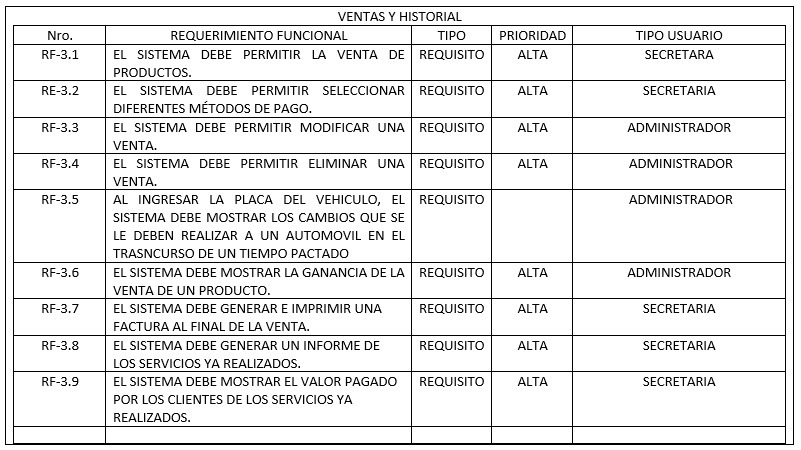 VENTAS Y HISTORIAL
Nro. REQUERIMIENTO FUNCIONAL TIPO PRIORIDAD TIPO USUARIO
RF-3.1 EL SISTEMA DEBE PERMITIR LA VENTA DE REQUISITO ALTA SECRETARA
PRODUCTOS.
RE-3.2 EL SISTEMA DEBE PERMITIR SELECCIONAR REQUISITO ALTA SECRETARIA
DIFERENTES MÉTODOS DE PAGO.
RF-3.3 EL SISTEMA DEBE PERMITIR MODIFICAR UNA REQUISITO ALTA ADMINISTRADOR
VENTA.
RF-3.4 EL SISTEMA DEBE PERMITIR ELIMINAR UNA REQUISITO ALTA ADMINISTRADOR
VENTA.
RF-3.5 AL INGRESAR LA PLACA DEL VEHICULO, EL REQUISITO ADMINISTRADOR
SISTEMA DEBE MOSTRAR LOS CAMBIOS QUE SE
LE DEBEN REALIZAR A UN AUTOMOVIL EN EL
TRASNCURSO DE UN TIEMPO PACTADO
RF-3.6 EL SISTEMA DEBE MOSTRAR LA GANANCIA DE LA REQUISITO ALTA ADMINISTRADOR
VENTA DE UN PRODUCTO.
RF-3.7 EL SISTEMA DEBE GENERAR E IMPRIMIR UNA REQUISITO ALTA SECRETARIA
FACTURA AL FINAL DE LA VENTA.
RF-3.8 EL SISTEMA DEBE GENERAR UN INFORME DE REQUISITO ALTA SECRETARIA
LOS SERVICIOS YA REALIZADOS.
RF-3.9 EL SISTEMA DEBE MOSTRAR EL VALOR PAGADO REQUISITO ALTA SECRETARIA
POR LOS CLIENTES DE LOS SERVICIOS YA
REALIZADOS.